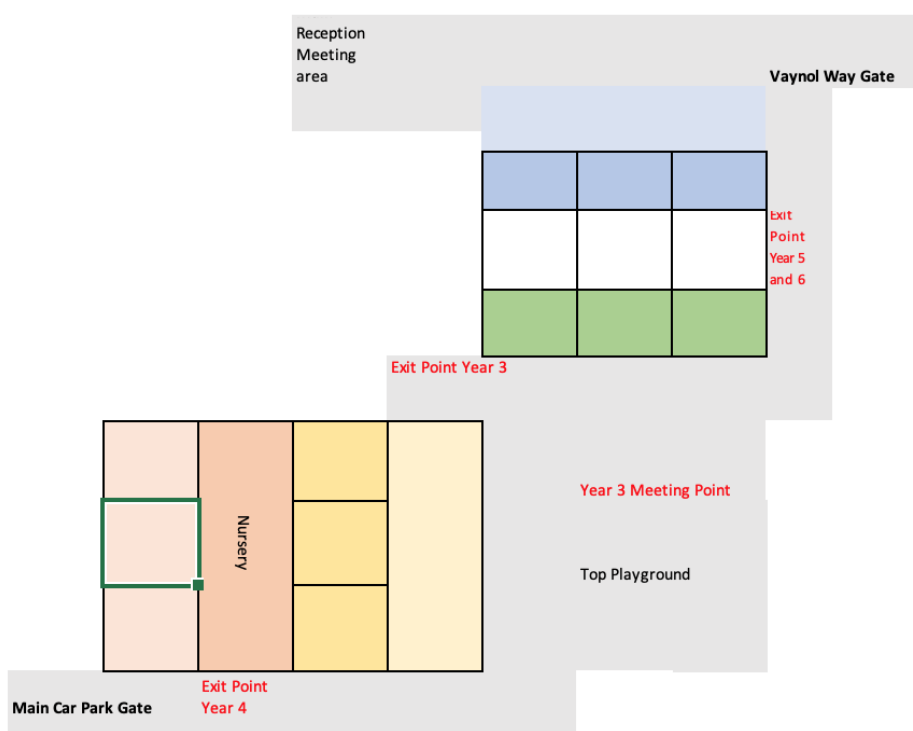 Reception
Meeting
area
Vaynol Way Gate
Exit
Point
Year 5
and 6
Exit Point Year 3
Year 3 Meeting Point
Nursery
Top Playground
Exit Point
Year 4
Main Car Park Gate